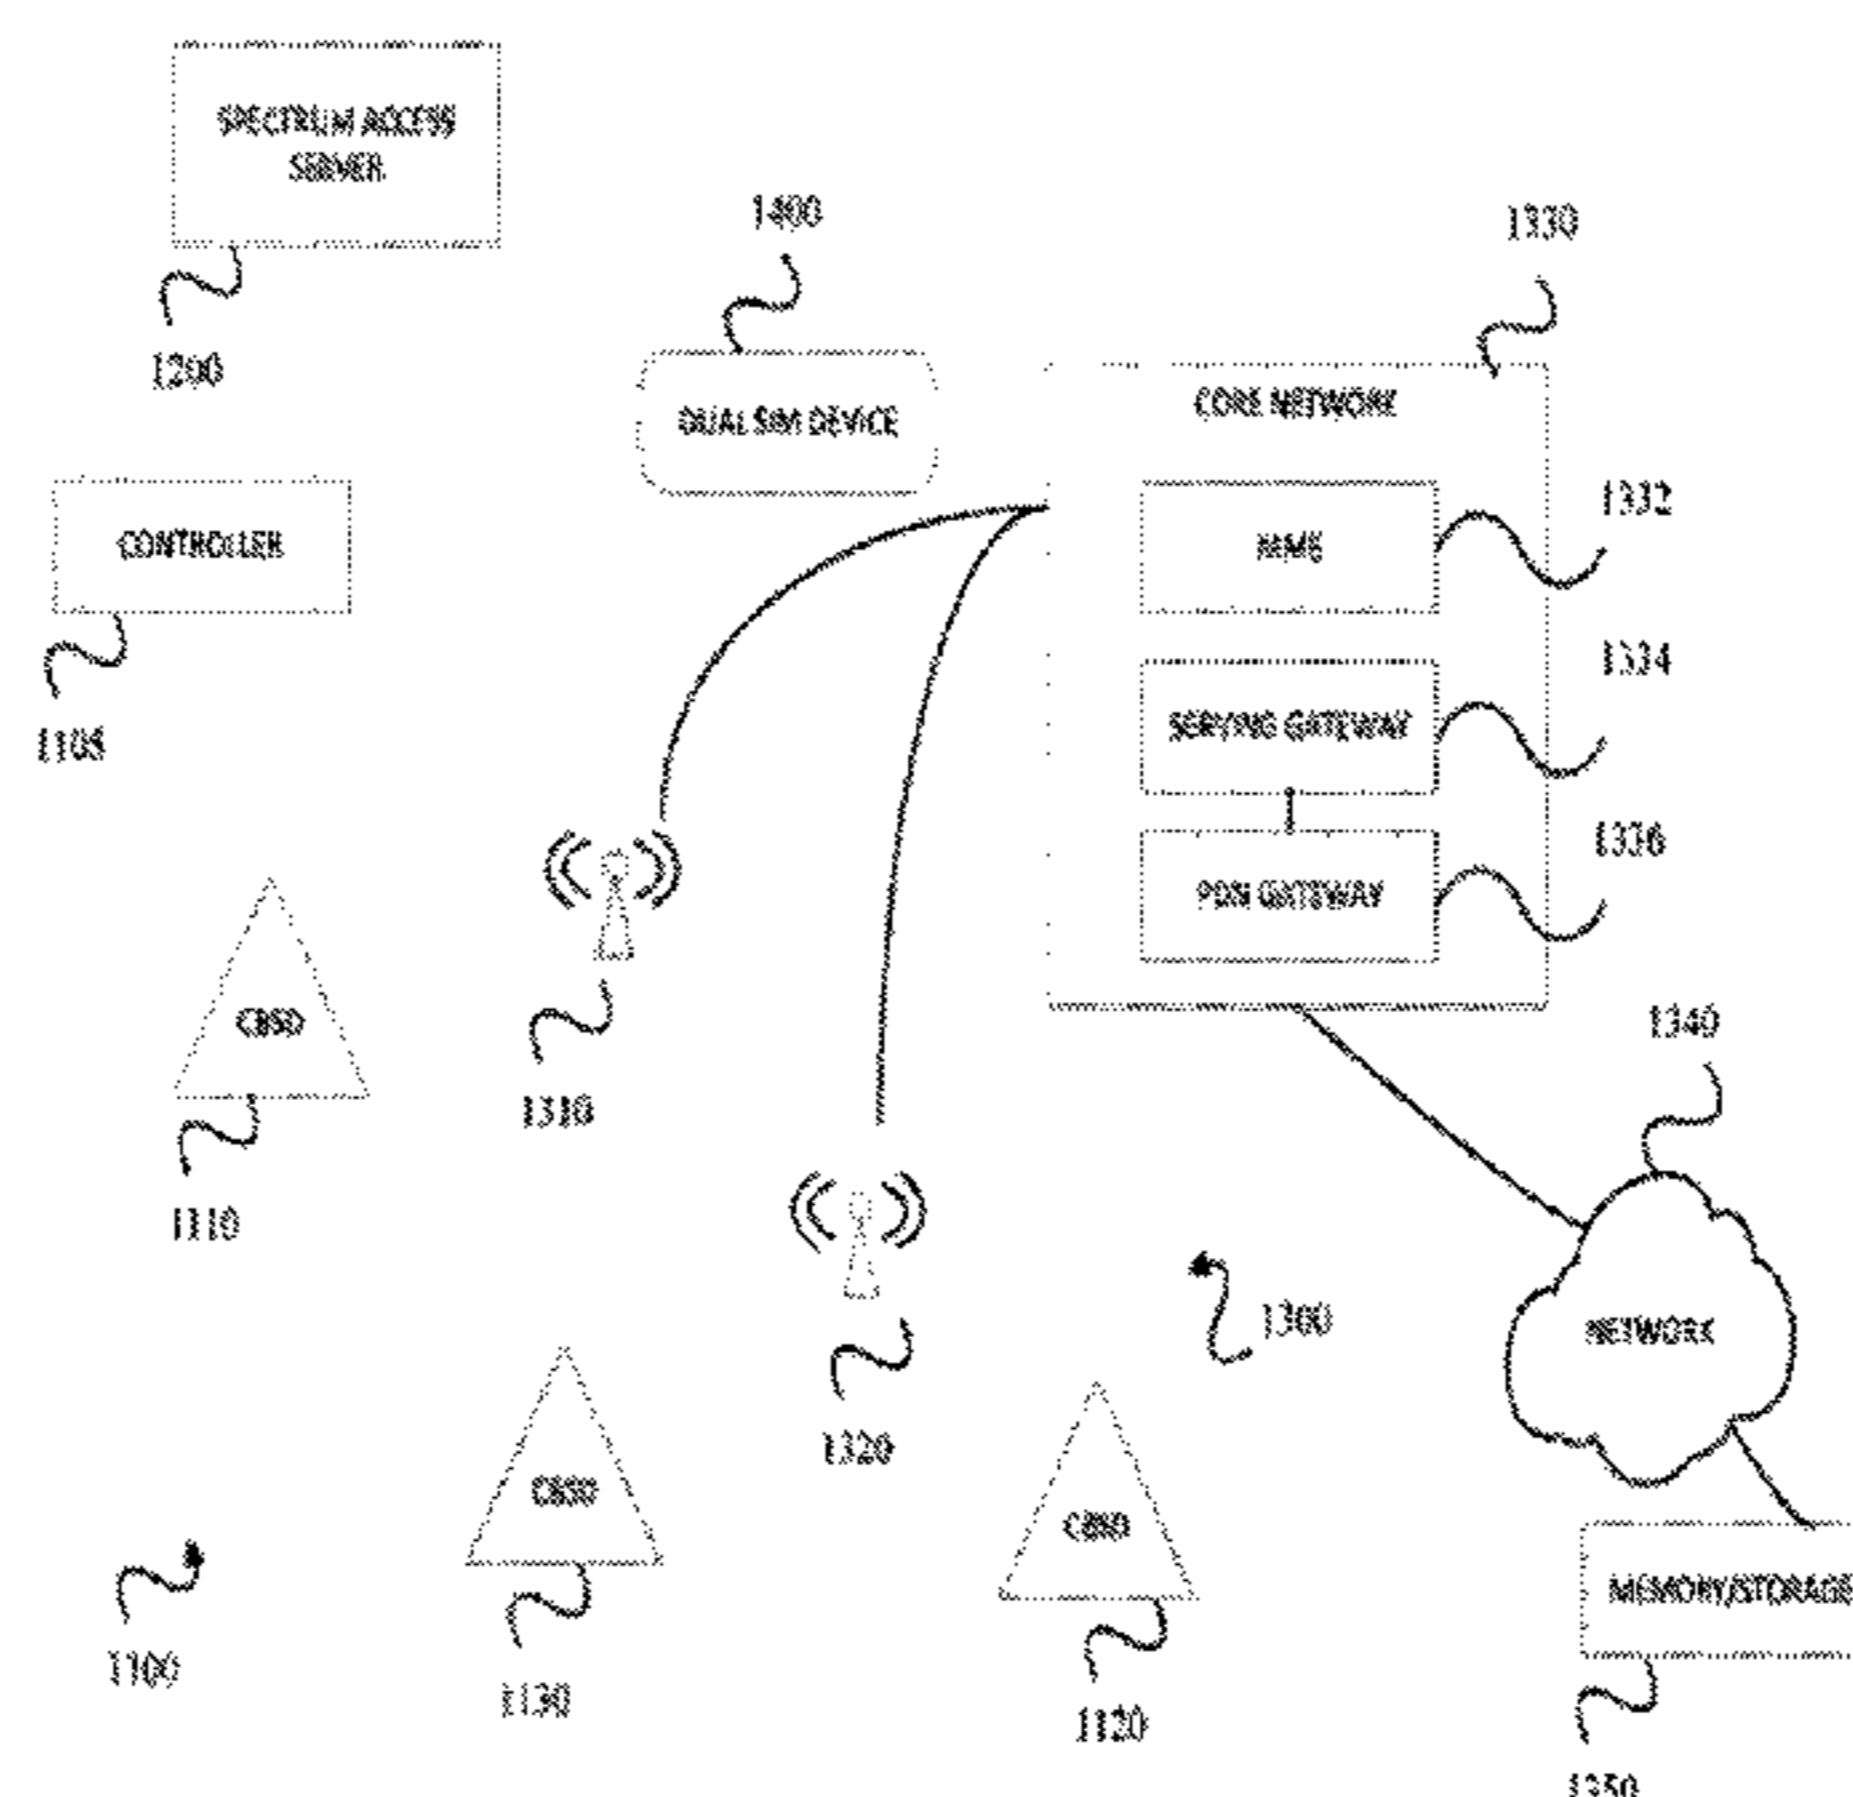 SPECTRUM ACCESS
SERVER
1200
1400
DUAL SIM DEVICE
1330
CORE NETWORK
MME
1332
SERVING GATEWAY
1334
PDN GATEWAY
1336
CONTROLLER
1105
CBSD
1110
1310
1320
1340
NETWORK
1300
CBSD
1130
CBSD
1120
1100
MEMORY/STORAGE
1350